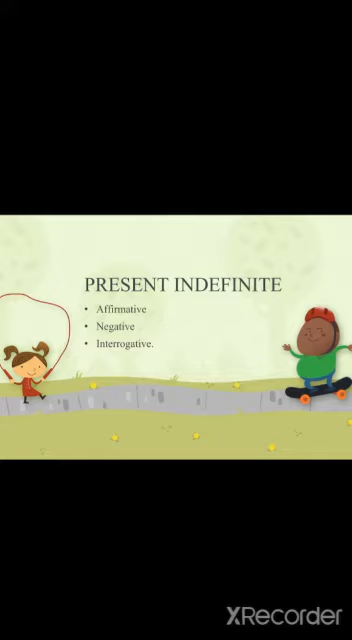 PRESENT INDEFINITE
• Affirmative
• Negative
• Interrogative.
XRecorder